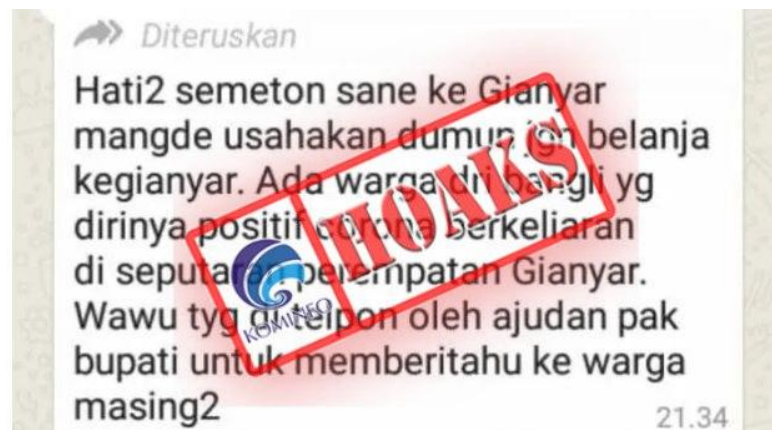 Diteruskan
Hati2 semeton sane ke Gianyar
mangde usahakan dumun jgn belanja
kegianyar. Ada warga dri bangli yg
dirinya positif corona berkeliaran
di seputaran perempatan Gianyar.
Wawu tyg di telpon oleh ajudan pak
bupati untuk memberitahu ke warga
masing2
21.34
HOAKS
KOMINFO